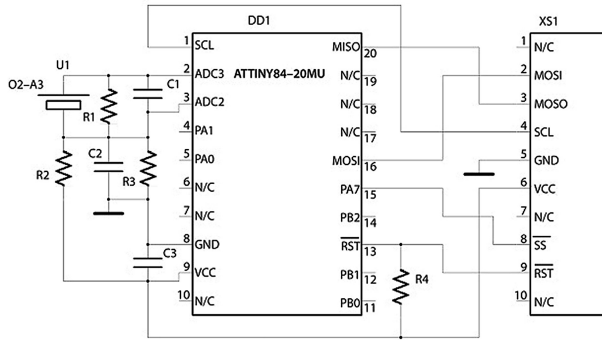 DD1
XS1
U1
O2-A3
R1
C1
C2
R2
R3
C3
R4
ATTINY84-20MU
1 SCL
2 ADC3
3 ADC2
4 PA1
5 PA0
6 N/C
7 N/C
8 GND
9 VCC
10 N/C
MISO 20
N/C 19
N/C 18
N/C 17
MOSI 16
PA7 15
PB2 14
RST 13
PB1 12
PB0 11
1 N/C
2 MOSI
3 MOSO
4 SCL
5 GND
6 VCC
7 N/C
8 SS
9 RST
10 N/C